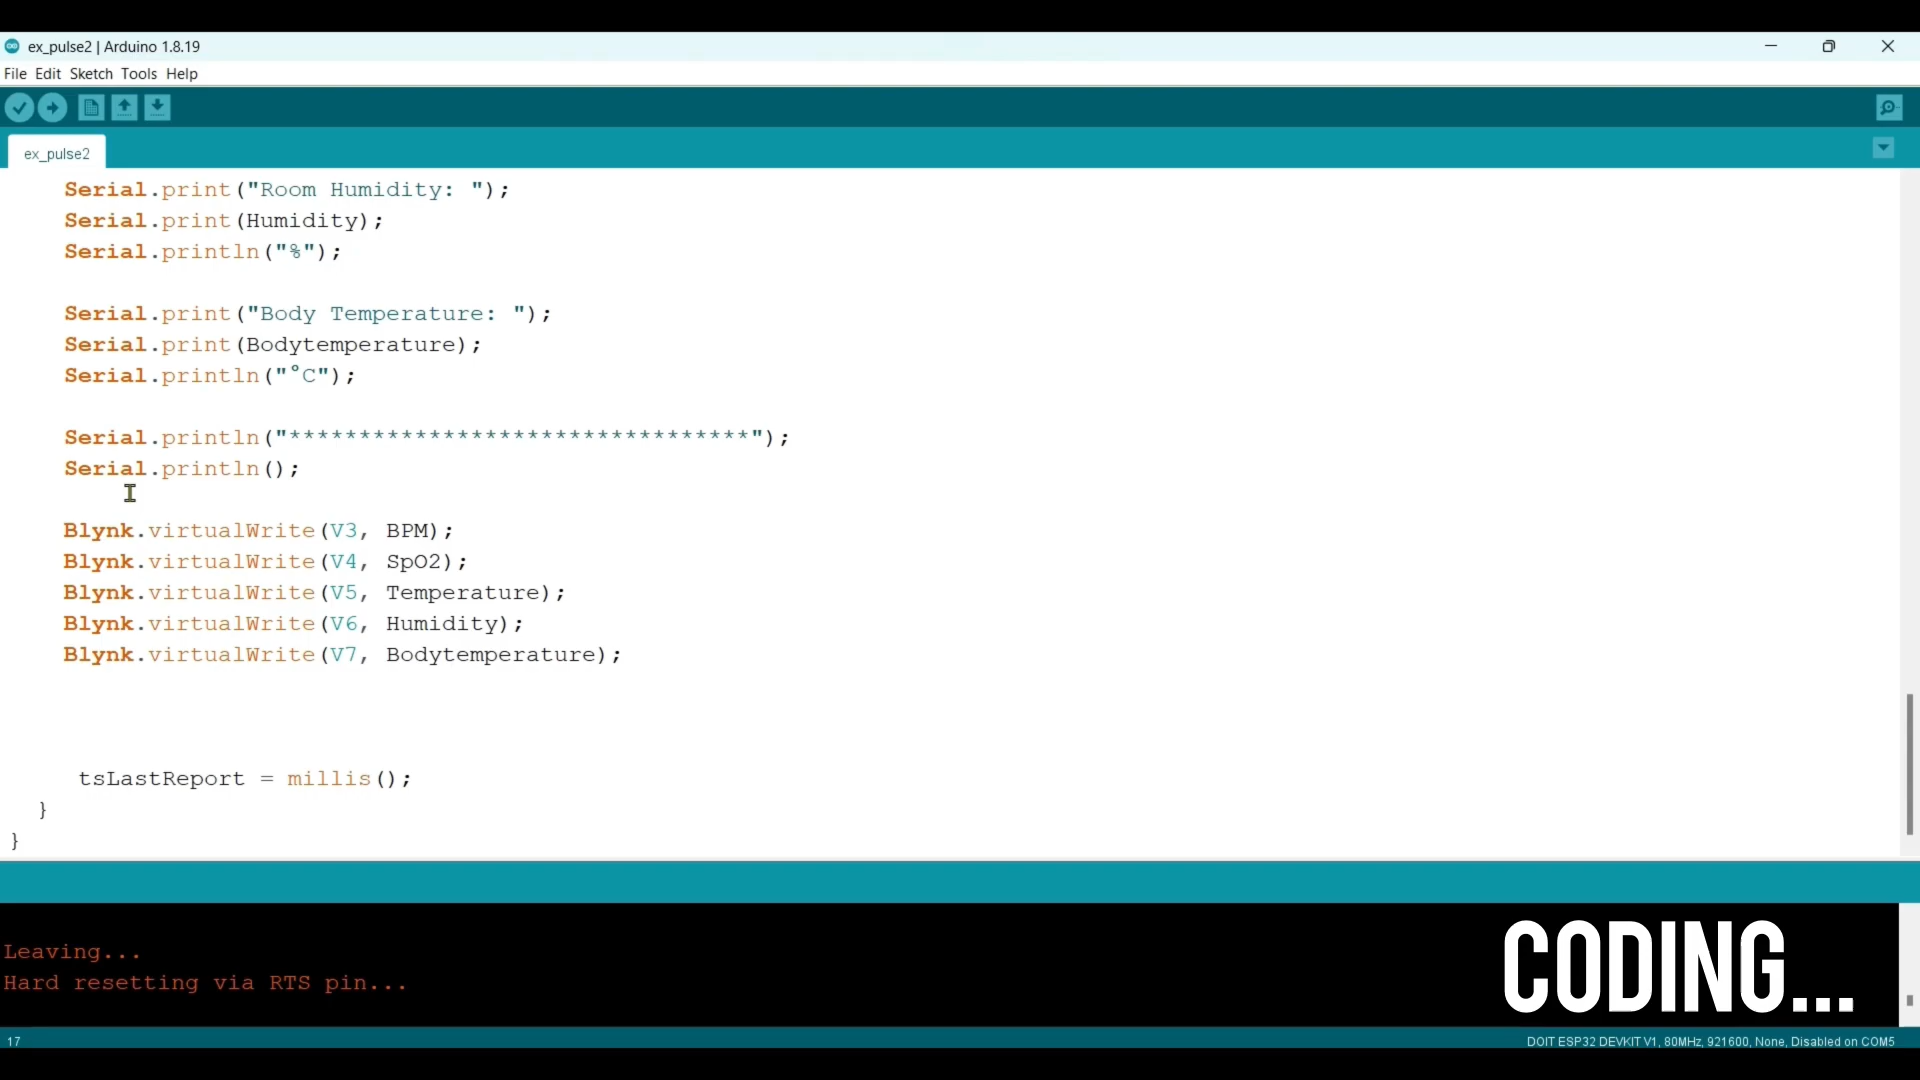 ex_pulse2 | Arduino 1.8.19
File Edit Sketch Tools Help
ex_pulse2
Serial.print("Room Humidity: ");
Serial.print(Humidity);
Serial.println("%");
Serial.print("Body Temperature: ");
Serial.print(Bodytemperature);
Serial.println("°C");
Serial.println("*********************************");
Serial.println();
Blynk.virtualWrite(V3, BPM);
Blynk.virtualWrite(V4, SpO2);
Blynk.virtualWrite(V5, Temperature);
Blynk.virtualWrite(V6, Humidity);
Blynk.virtualWrite(V7, Bodytemperature);
tsLastReport = millis();
}
}
Leaving...
Hard resetting via RTS pin...
CODING...
17
DOIT ESP32 DEVKIT V1, 80MHz, 921600, None, Disabled on COM5